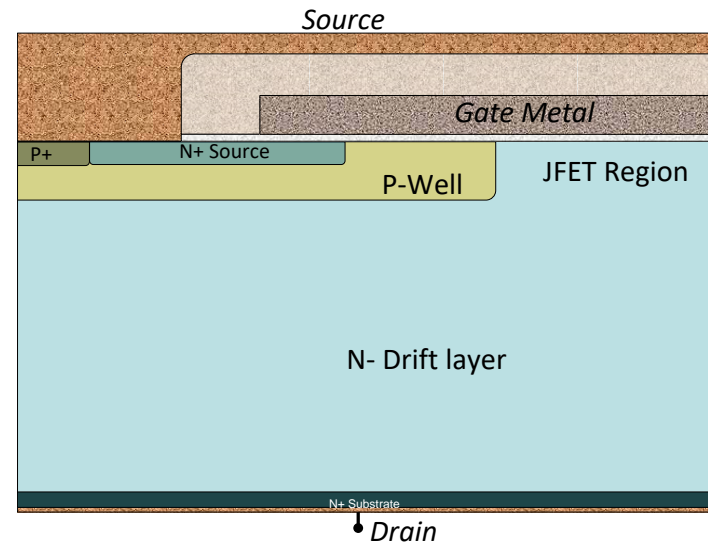 Source
Gate Metal
P+
N+ Source
P-Well
JFET Region
N- Drift layer
N+ Substrate
Drain